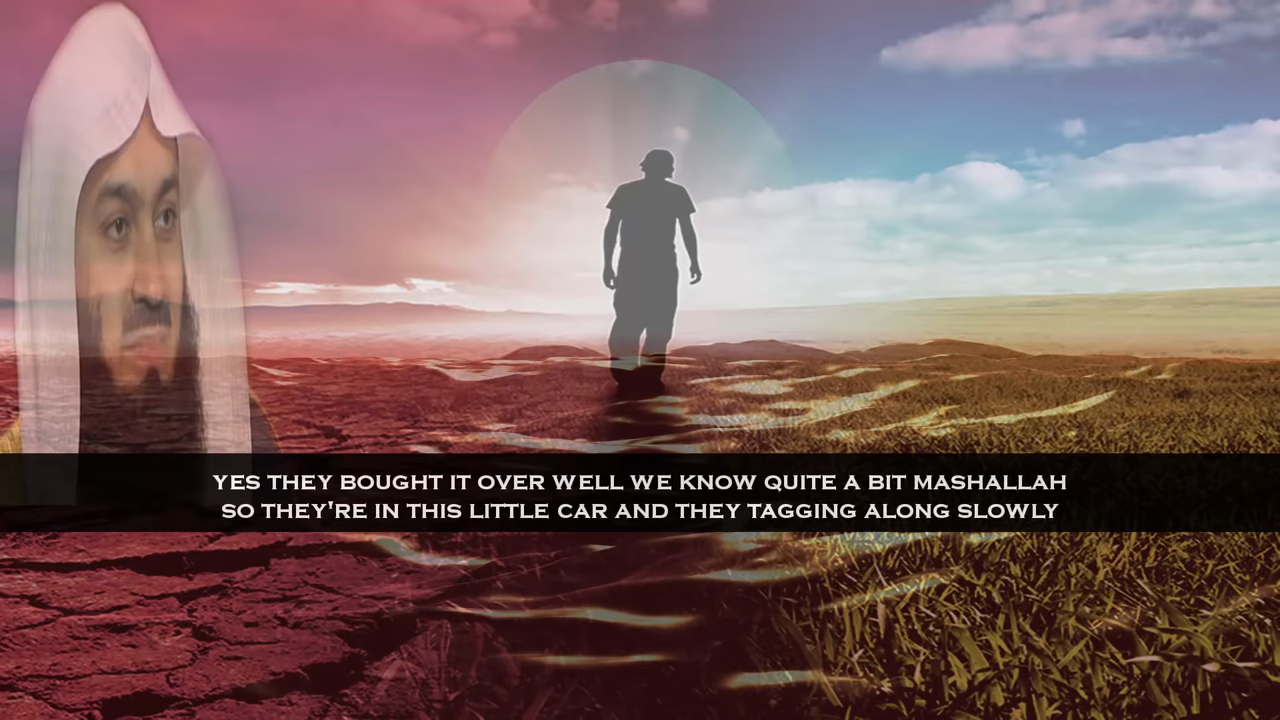 YES THEY BOUGHT IT OVER WELL WE KNOW QUITE A BIT MASHALLAH
SO THEY'RE IN THIS LITTLE CAR AND THEY TAGGING ALONG SLOWLY